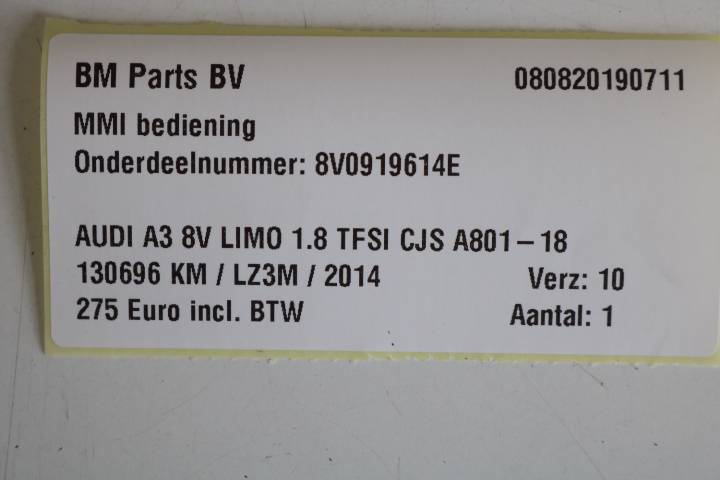 BM Parts BV 080820190711
MMI bediening
Onderdeelnummer: 8V0919614E
AUDI A3 8V LIMO 1.8 TFSI CJS A801-18
130696 KM / LZ3M / 2014 Verz: 10
275 Euro incl. BTW Aantal: 1